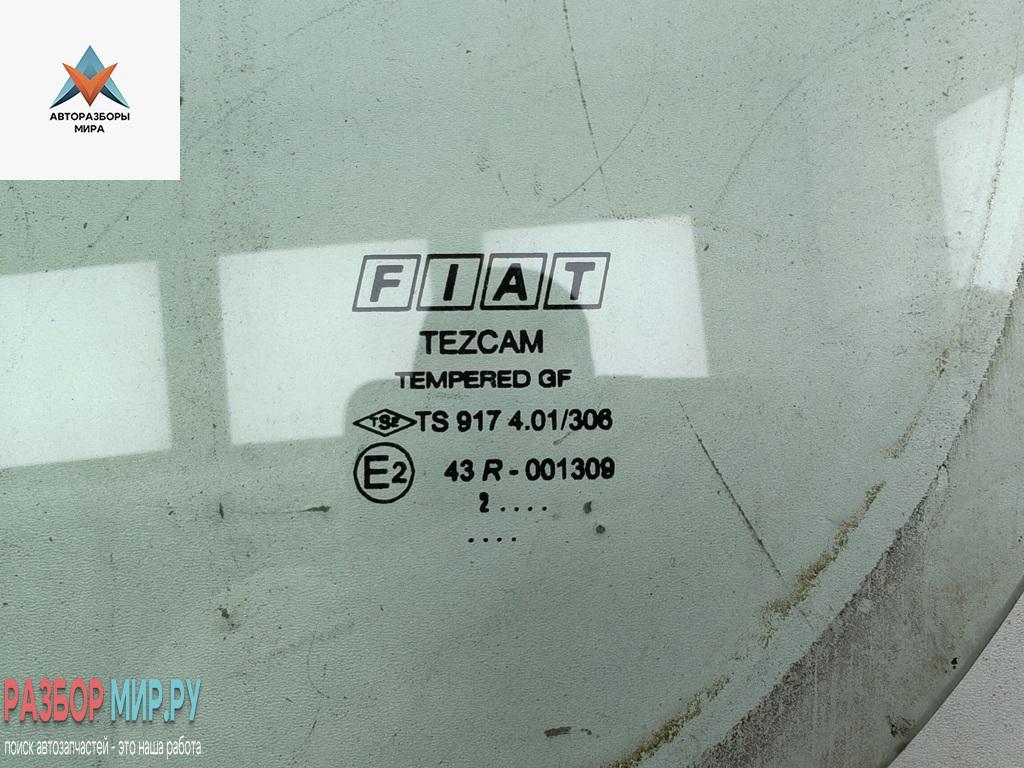 АВТОРАЗБОРЫ
МИРА
FIAT
TEZCAM
TEMPERED GF
TSE TS 917 4.01/306
E2 43 R - 001309
2 ....
....
РАЗБОР МИР.РУ
поиск автозапчастей - это наша работа